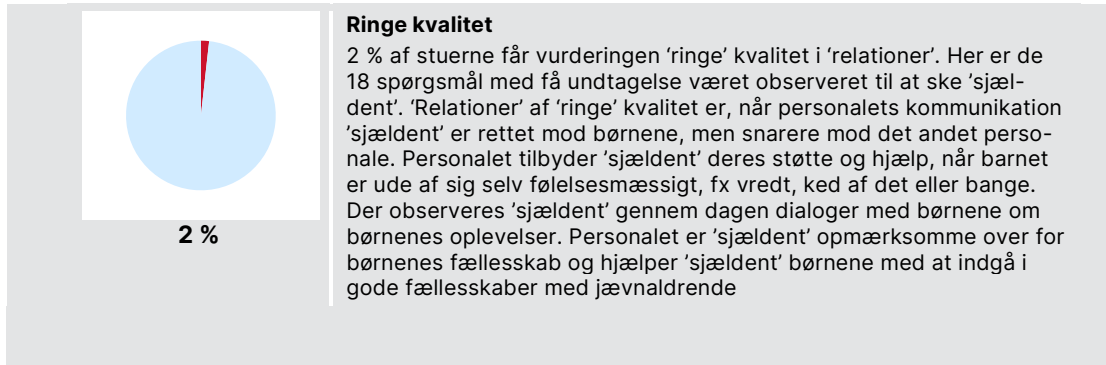 Ringe kvalitet
2 % af stuerne får vurderingen ‘ringe’ kvalitet i ‘relationer’. Her er de
18 spørgsmål med få undtagelse været observeret til at ske ’sjæl-
dent’. ‘Relationer’ af ‘ringe’ kvalitet er, når personalets kommunikation
’sjældent’ er rettet mod børnene, men snarere mod det andet perso-
nale. Personalet tilbyder ’sjældent’ deres støtte og hjælp, når barnet
er ude af sig selv følelsesmæssigt, fx vredt, ked af det eller bange.
Der observeres ’sjældent’ gennem dagen dialoger med børnene om
børnenes oplevelser. Personalet er ’sjældent’ opmærksomme over for
børnenes fællesskab og hjælper ’sjældent’ børnene med at indgå i
gode fællesskaber med jævnaldrende
2 %